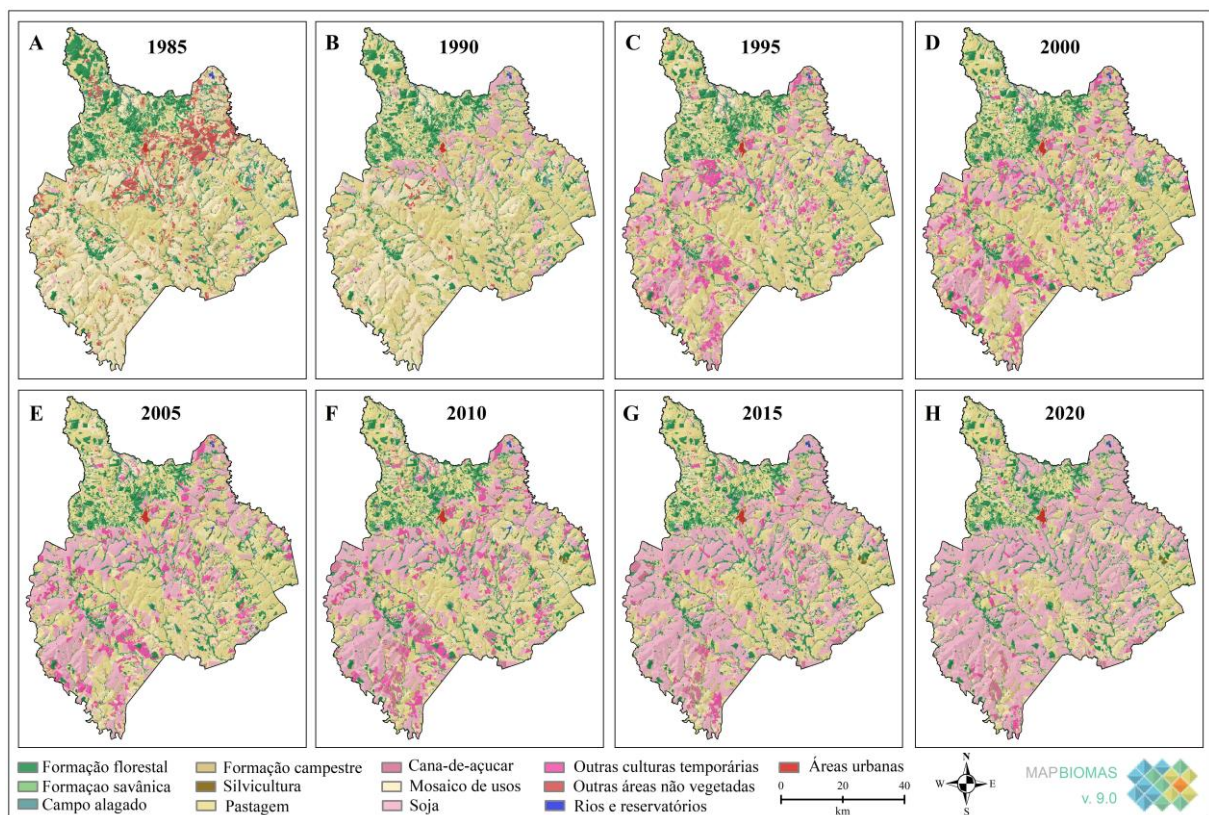 A 1985
B 1990
C 1995
D 2000
E 2005
F 2010
G 2015
H 2020
Formação florestal
Formaçao savânica
Campo alagado
Formação campestre
Silvicultura
Pastagem
Cana-de-açucar
Mosaico de usos
Soja
Outras culturas temporárias
Outras áreas não vegetadas
Rios e reservatórios
Áreas urbanas
0 20 40
km
N
W E
S
MAPBIOMAS
v. 9.0